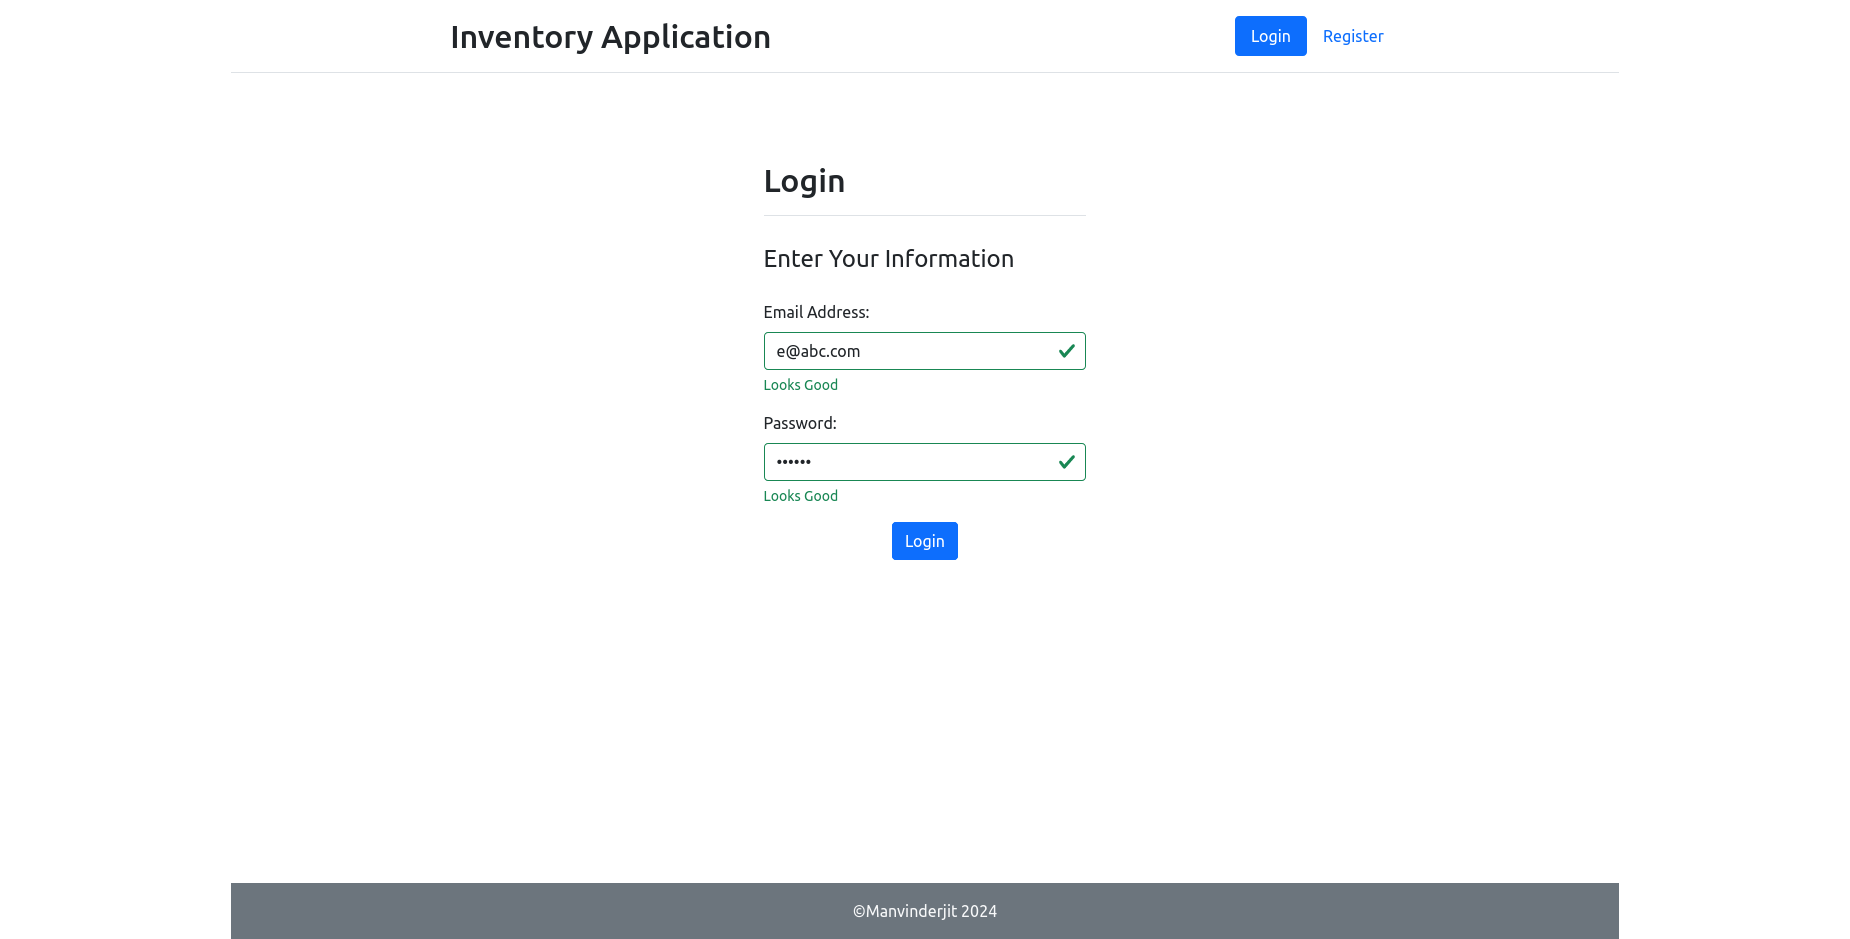 Inventory Application
Login
Register
Login
Enter Your Information
Email Address:
e@abc.com
Looks Good
Password:
••••••
Looks Good
Login
©Manvinderjit 2024